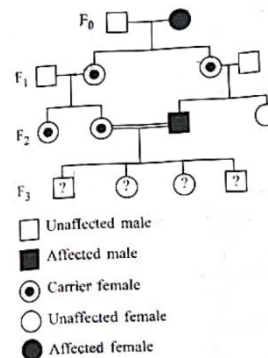 F0
F1
F2
F3
? ? ? ?
Unaffected male
Affected male
Carrier female
Unaffected female
Affected female